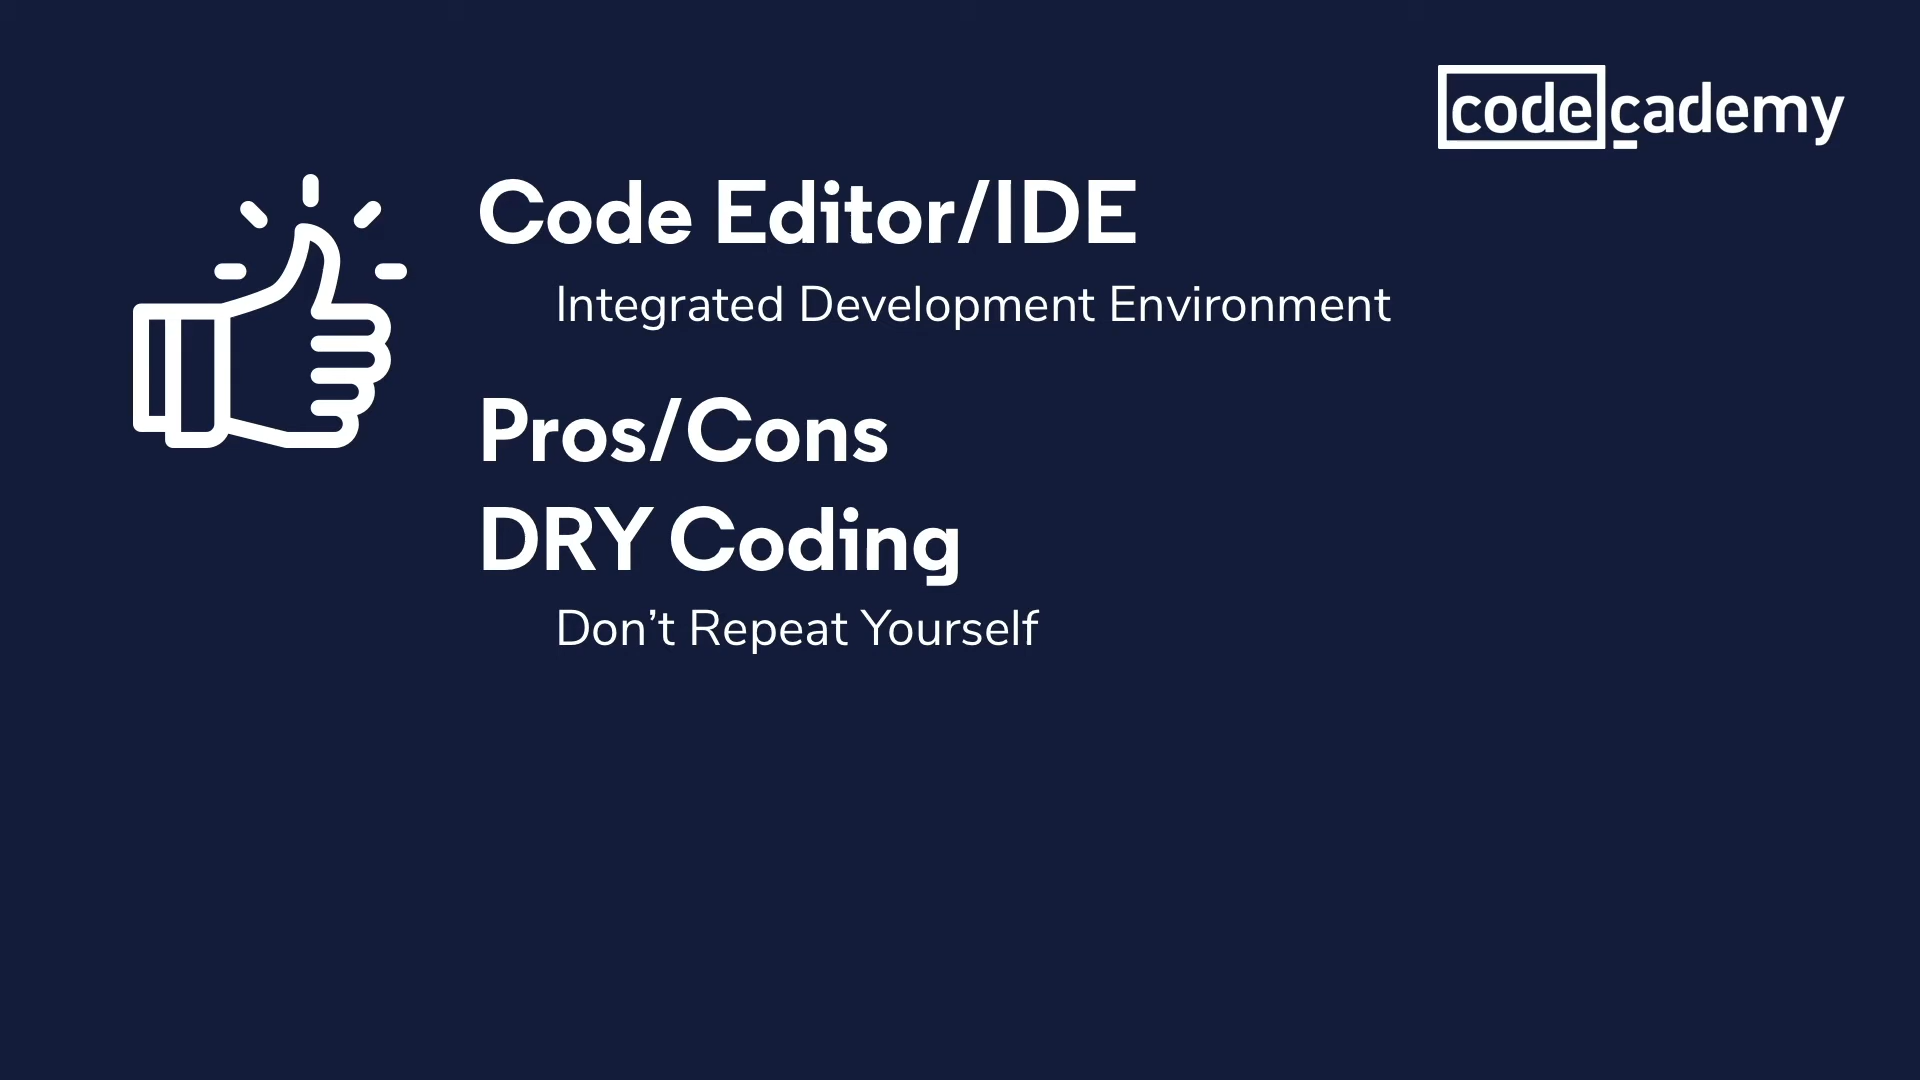 codecademy
Code Editor/IDE
Integrated Development Environment
Pros/Cons
DRY Coding
Don’t Repeat Yourself